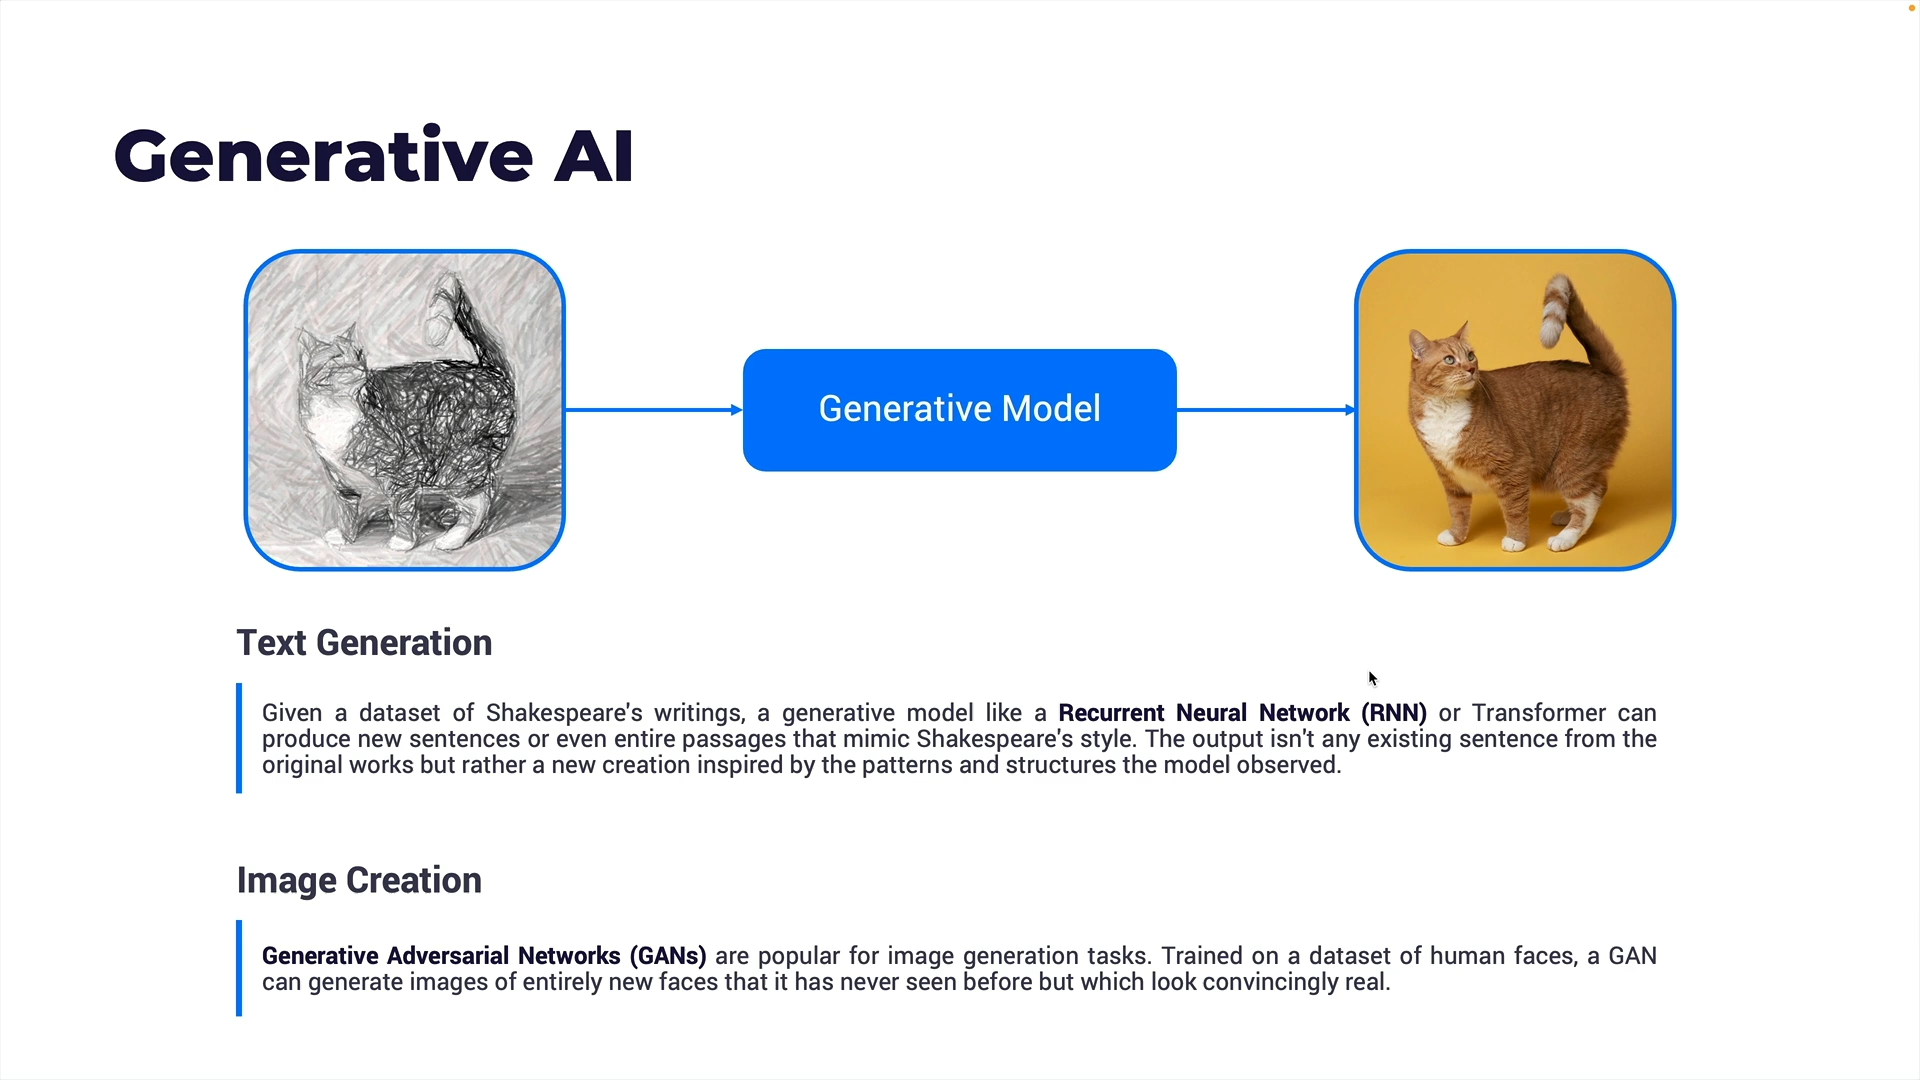 Generative AI
Generative Model
Text Generation
Given a dataset of Shakespeare's writings, a generative model like a Recurrent Neural Network (RNN) or Transformer can
produce new sentences or even entire passages that mimic Shakespeare's style. The output isn't any existing sentence from the
original works but rather a new creation inspired by the patterns and structures the model observed.
Image Creation
Generative Adversarial Networks (GANs) are popular for image generation tasks. Trained on a dataset of human faces, a GAN
can generate images of entirely new faces that it has never seen before but which look convincingly real.